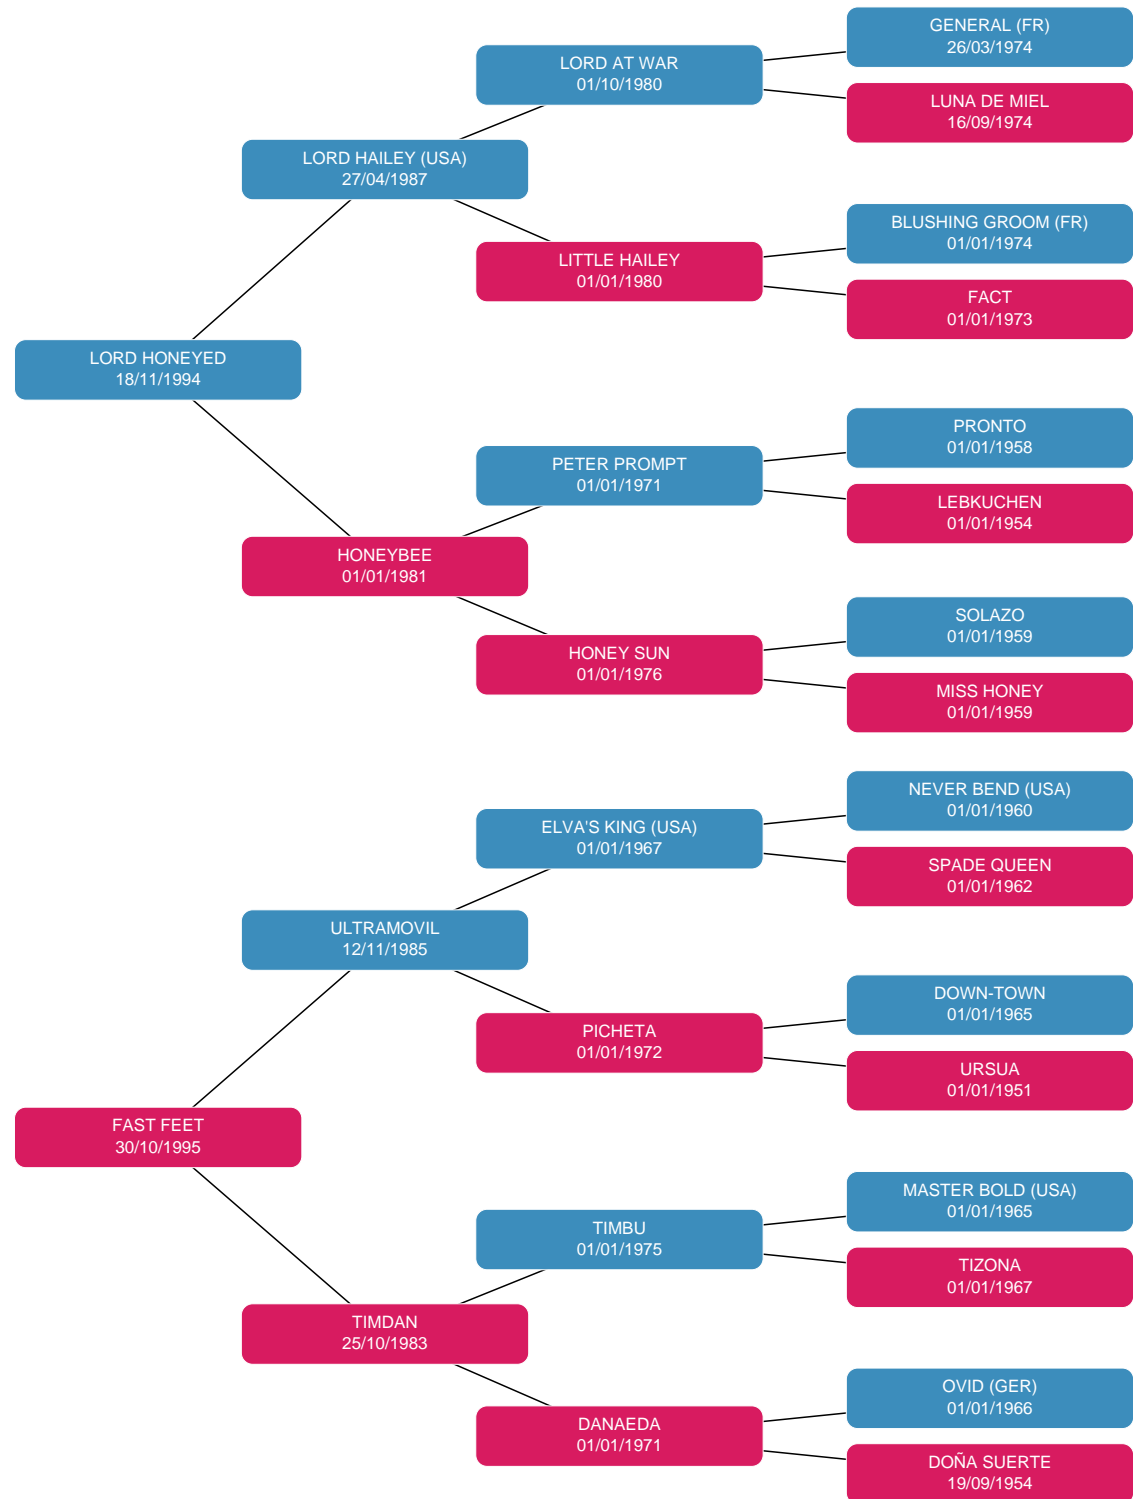 GENERAL (FR)
26/03/1974
LORD AT WAR
01/10/1980
LUNA DE MIEL
16/09/1974
LORD HAILEY (USA)
27/04/1987
BLUSHING GROOM (FR)
01/01/1974
LITTLE HAILEY
01/01/1980
FACT
01/01/1973
LORD HONEYED
18/11/1994
PRONTO
01/01/1958
PETER PROMPT
01/01/1971
LEBKUCHEN
01/01/1954
HONEYBEE
01/01/1981
SOLAZO
01/01/1959
HONEY SUN
01/01/1976
MISS HONEY
01/01/1959
NEVER BEND (USA)
01/01/1960
ELVA'S KING (USA)
01/01/1967
SPADE QUEEN
01/01/1962
ULTRAMOVIL
12/11/1985
DOWN-TOWN
01/01/1965
PICHETA
01/01/1972
URSUA
01/01/1951
FAST FEET
30/10/1995
MASTER BOLD (USA)
01/01/1965
TIMBU
01/01/1975
TIZONA
01/01/1967
TIMDAN
25/10/1983
OVID (GER)
01/01/1966
DANAEDA
01/01/1971
DOÑA SUERTE
19/09/1954